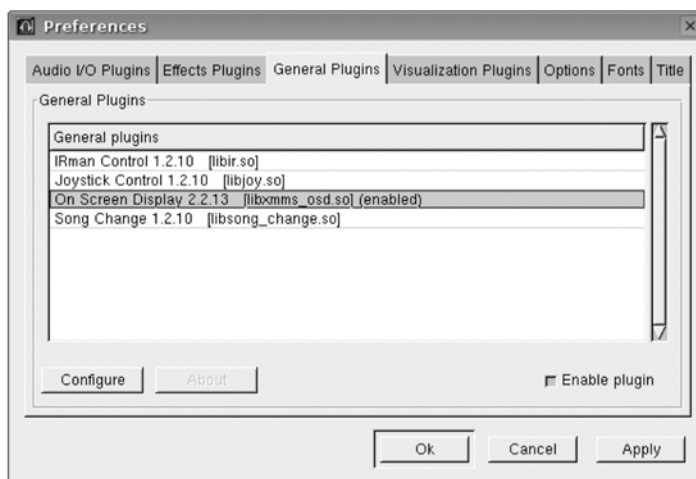 Preferences
Audio I/O Plugins Effects Plugins General Plugins Visualization Plugins Options Fonts Title
General Plugins
General plugins
IRman Control 1.2.10 [libir.so]
Joystick Control 1.2.10 [libjoy.so]
On Screen Display 2.2.13 [libxmms_osd.so] (enabled)
Song Change 1.2.10 [libsong_change.so]
Configure About Enable plugin
Ok Cancel Apply